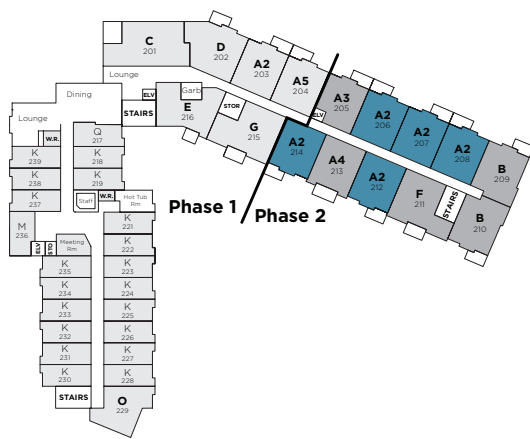 C
201
D
202
A2
203
A5
204
A3
205
A2
206
A2
207
A2
208
B
209
B
210
F
211
A2
212
A4
213
A2
214
G
215
E
216
Garb
STOR
ELV
ELV
STAIRS
STAIRS
Lounge
Dining
Lounge
W.R.
Q
217
K
218
K
219
K
239
K
238
K
237
M
236
Staff
W.R.
Hot Tub
Rm
Phase 1
Phase 2
ELV
STO
Meeting
Rm
K
221
K
222
K
223
K
224
K
225
K
226
K
227
K
228
K
235
K
234
K
233
K
232
K
231
K
230
STAIRS
O
229